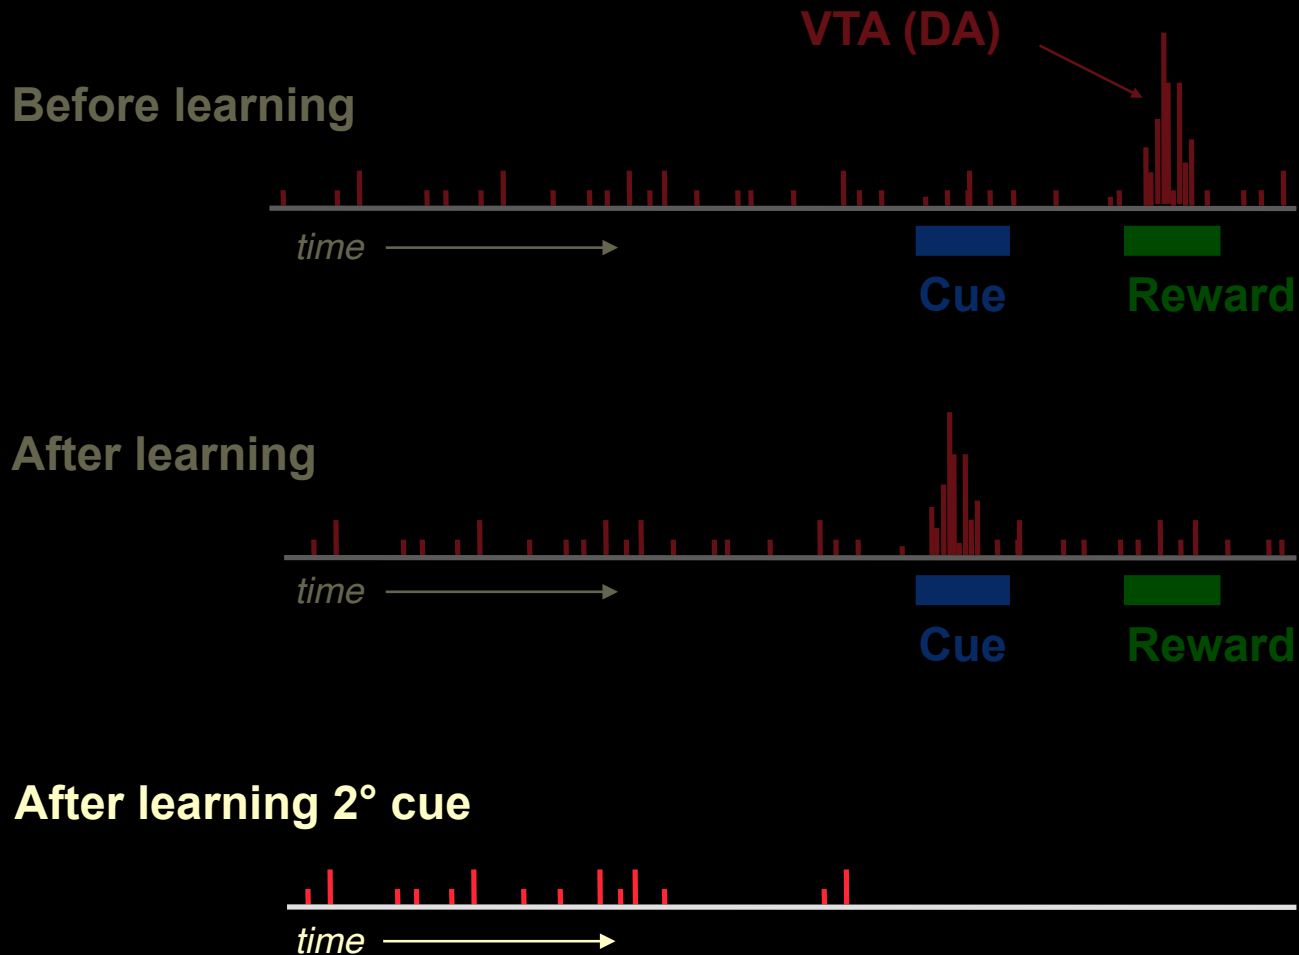 VTA (DA)
Before learning
time
Cue
Reward
After learning
time
Cue
Reward
After learning 2° cue
time